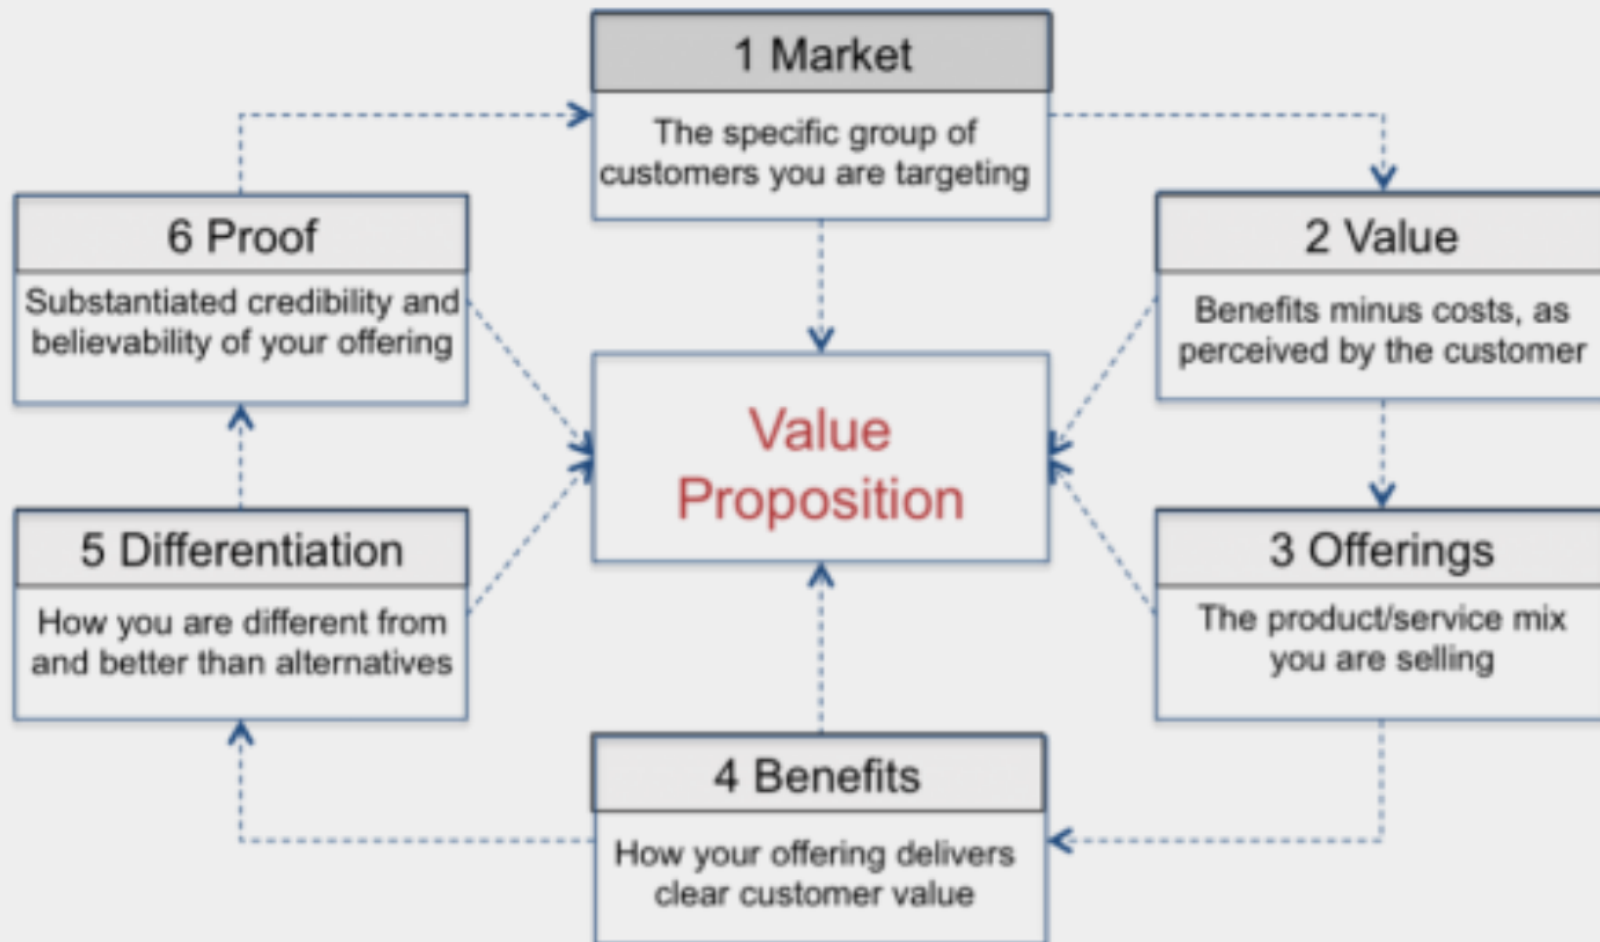 1 Market
The specific group of
customers you are targeting
2 Value
Benefits minus costs, as
perceived by the customer
3 Offerings
The product/service mix
you are selling
4 Benefits
How your offering delivers
clear customer value
5 Differentiation
How you are different from
and better than alternatives
6 Proof
Substantiated credibility and
believability of your offering
Value
Proposition